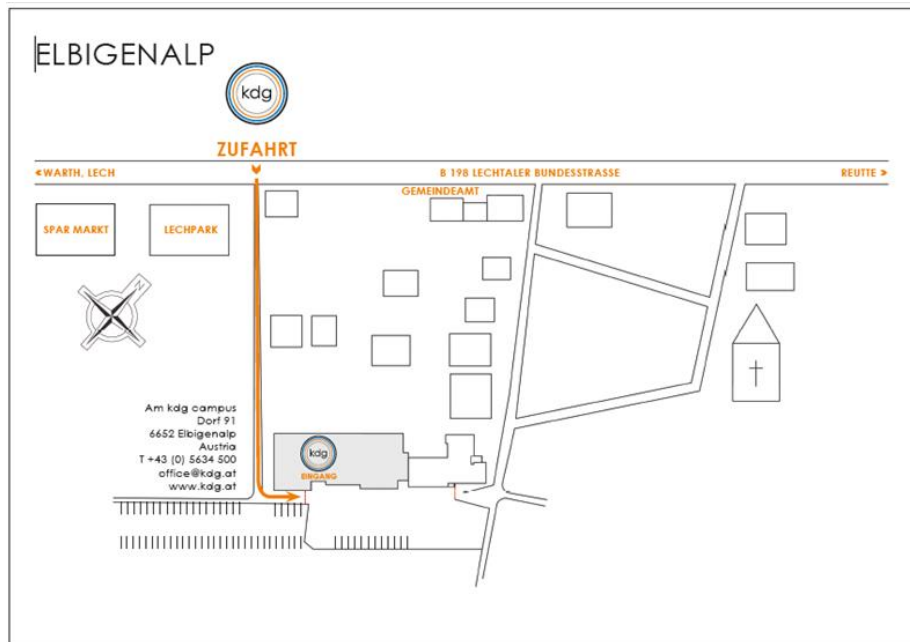 ELBIGENALP
kdg
ZUFAHRT
«WARTH, LECH
B 198 LECHTALER BUNDESSTRASSE
REUTTE »
GEMEINDEAMT
SPAR MARKT
LECHPARK
N
Am kdg campus
Dorf 91
6652 Elbigenalp
Austria
T +43 (0) 5634 500
office@kdg.at
www.kdg.at
kdg
EINGANG